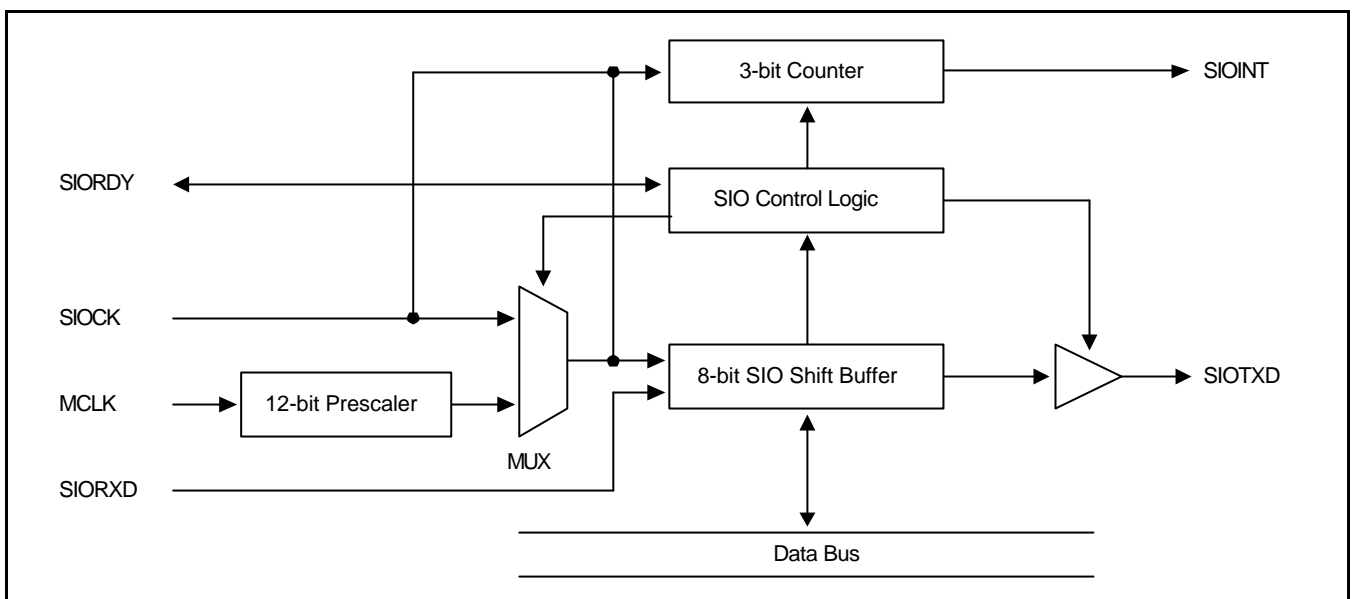 3-bit Counter
SIOINT
SIORDY
SIO Control Logic
SIOCK
8-bit SIO Shift Buffer
SIOTXD
MCLK
12-bit Prescaler
MUX
SIORXD
Data Bus